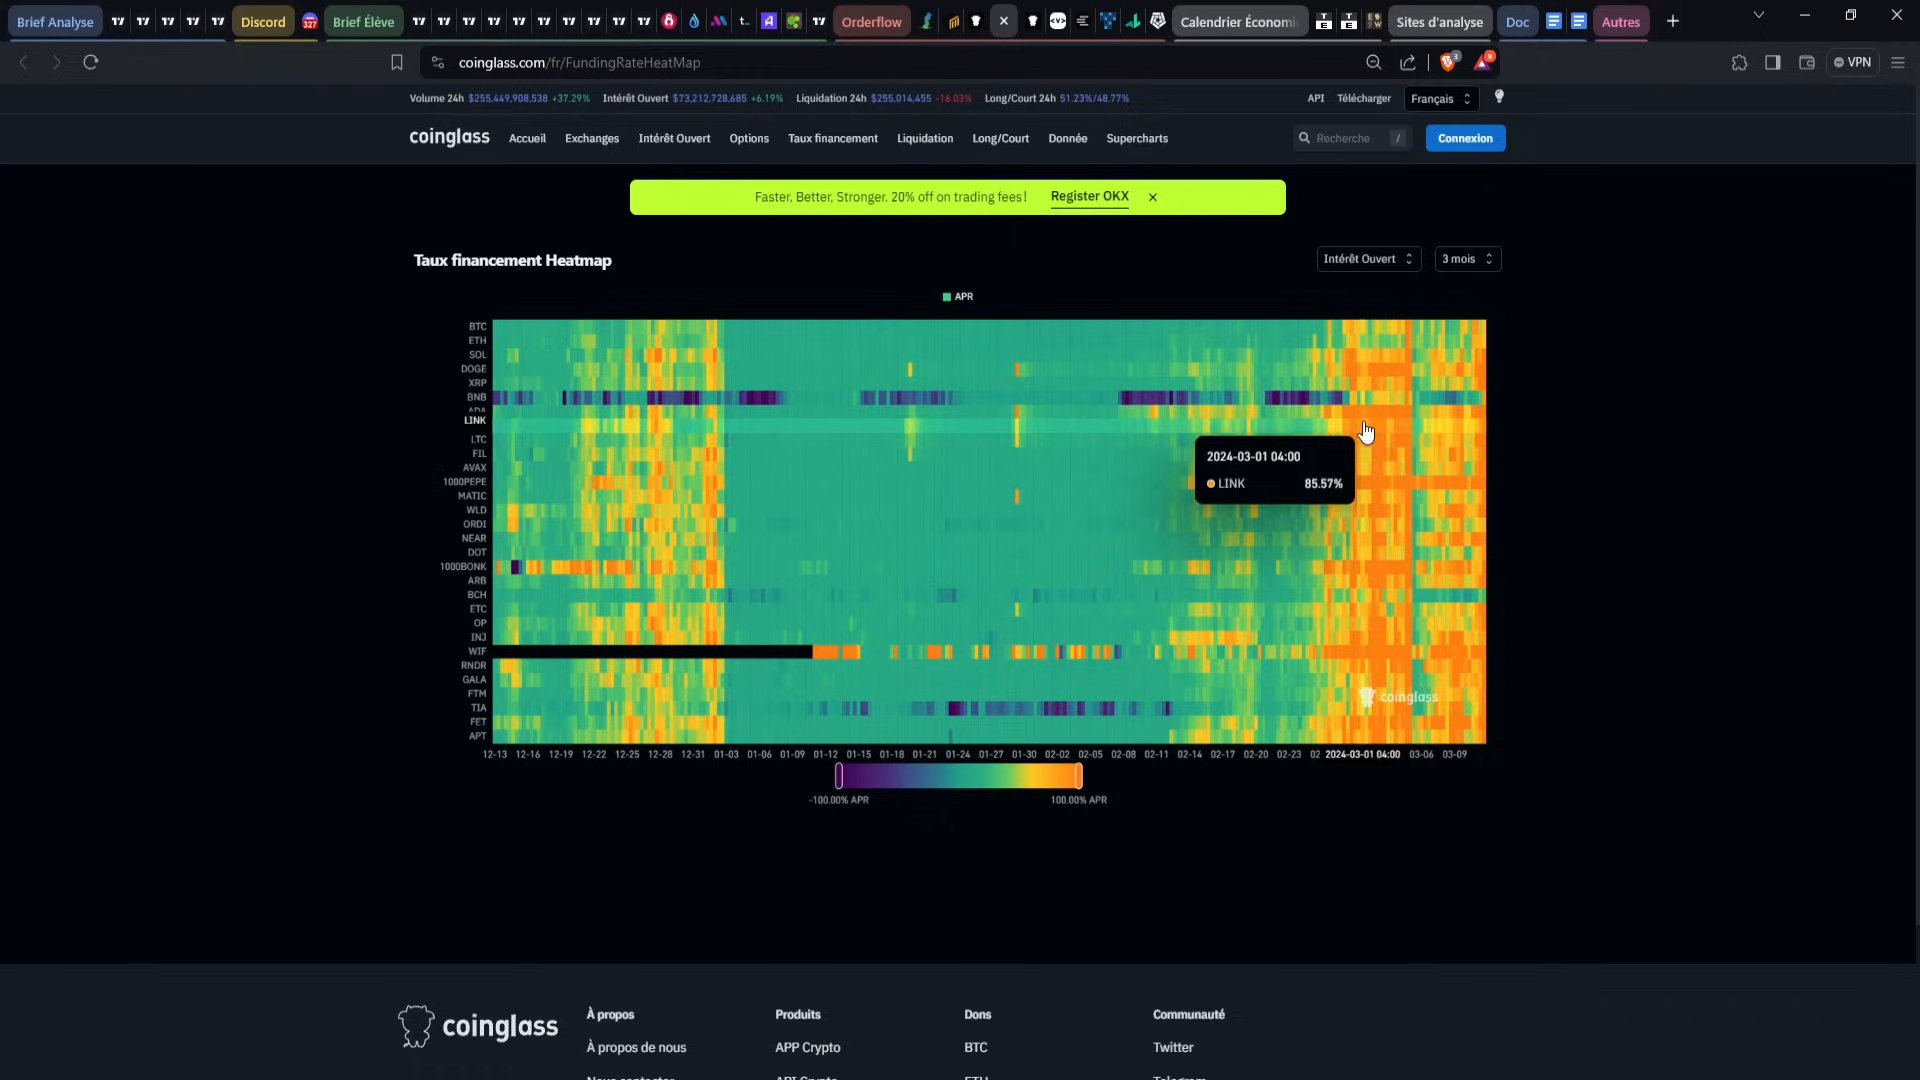 Brief Analyse
Discord
327
Brief Élève
t..
Orderflow
Calendrier Économi
Sites d'analyse
Doc
Autres
coinglass.com/fr/FundingRateHeatMap
3
9
VPN
Volume 24h $255,449,908,538 +37.29% Intérêt Ouvert $73,212,728,685 +6.19% Liquidation 24h $255,014,455 -16.03% Long/Court 24h 51.23%/48.77%
API Télécharger Français
coinglass Accueil Exchanges Intérêt Ouvert Options Taux financement Liquidation Long/Court Donnée Supercharts Recherche / Connexion
Faster, Better, Stronger. 20% off on trading fees! Register OKX ×
Taux financement Heatmap
Intérêt Ouvert
3 mois
APR
BTC
ETH
SOL
DOGE
XRP
BNB
ADA
LINK
LTC
FIL
AVAX
1000PEPE
MATIC
WLD
ORDI
NEAR
DOT
1000BONK
ARB
BCH
ETC
OP
INJ
WIF
RNDR
GALA
FTM
TIA
FET
APT
2024-03-01 04:00
LINK 85.57%
coinglass
12-13 12-16 12-19 12-22 12-25 12-28 12-31 01-03 01-06 01-09 01-12 01-15 01-18 01-21 01-24 01-27 01-30 02-02 02-05 02-08 02-11 02-14 02-17 02-20 02-23 02 2024-03-01 04:00 03-06 03-09
-100.00% APR
100.00% APR
coinglass
À propos
Produits
Dons
Communauté
À propos de nous
APP Crypto
BTC
Twitter